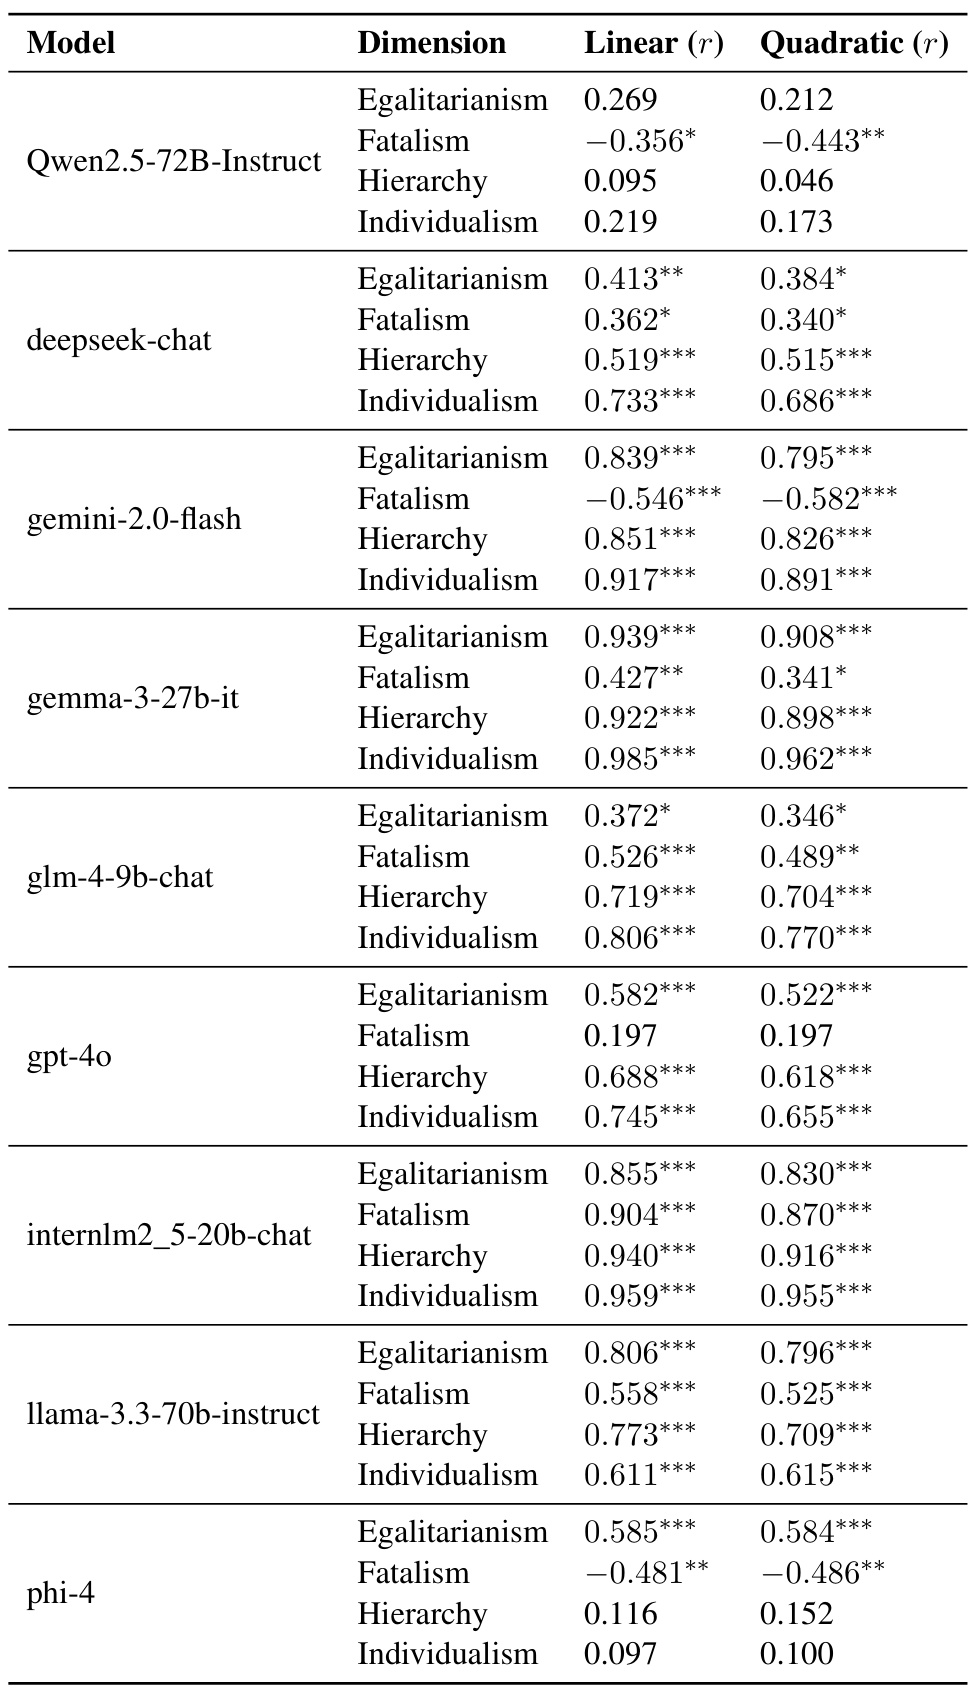 Model Dimension Linear (r) Quadratic (r)
Egalitarianism 0.269 0.212
Fatalism −0.356* −0.443**
Qwen2.5-72B-Instruct
Hierarchy 0.095 0.046
Individualism 0.219 0.173
Egalitarianism 0.413** 0.384*
Fatalism 0.362* 0.340*
deepseek-chat
Hierarchy 0.519*** 0.515***
Individualism 0.733*** 0.686***
Egalitarianism 0.839*** 0.795***
Fatalism −0.546*** −0.582***
gemini-2.0-flash
Hierarchy 0.851*** 0.826***
Individualism 0.917*** 0.891***
Egalitarianism 0.939*** 0.908***
Fatalism 0.427** 0.341*
gemma-3-27b-it
Hierarchy 0.922*** 0.898***
Individualism 0.985*** 0.962***
Egalitarianism 0.372* 0.346*
Fatalism 0.526*** 0.489**
glm-4-9b-chat
Hierarchy 0.719*** 0.704***
Individualism 0.806*** 0.770***
Egalitarianism 0.582*** 0.522***
Fatalism 0.197 0.197
gpt-4o
Hierarchy 0.688*** 0.618***
Individualism 0.745*** 0.655***
Egalitarianism 0.855*** 0.830***
Fatalism 0.904*** 0.870***
internlm2_5-20b-chat
Hierarchy 0.940*** 0.916***
Individualism 0.959*** 0.955***
Egalitarianism 0.806*** 0.796***
Fatalism 0.558*** 0.525***
llama-3.3-70b-instruct
Hierarchy 0.773*** 0.709***
Individualism 0.611*** 0.615***
Egalitarianism 0.585*** 0.584***
Fatalism −0.481** −0.486**
phi-4
Hierarchy 0.116 0.152
Individualism 0.097 0.100